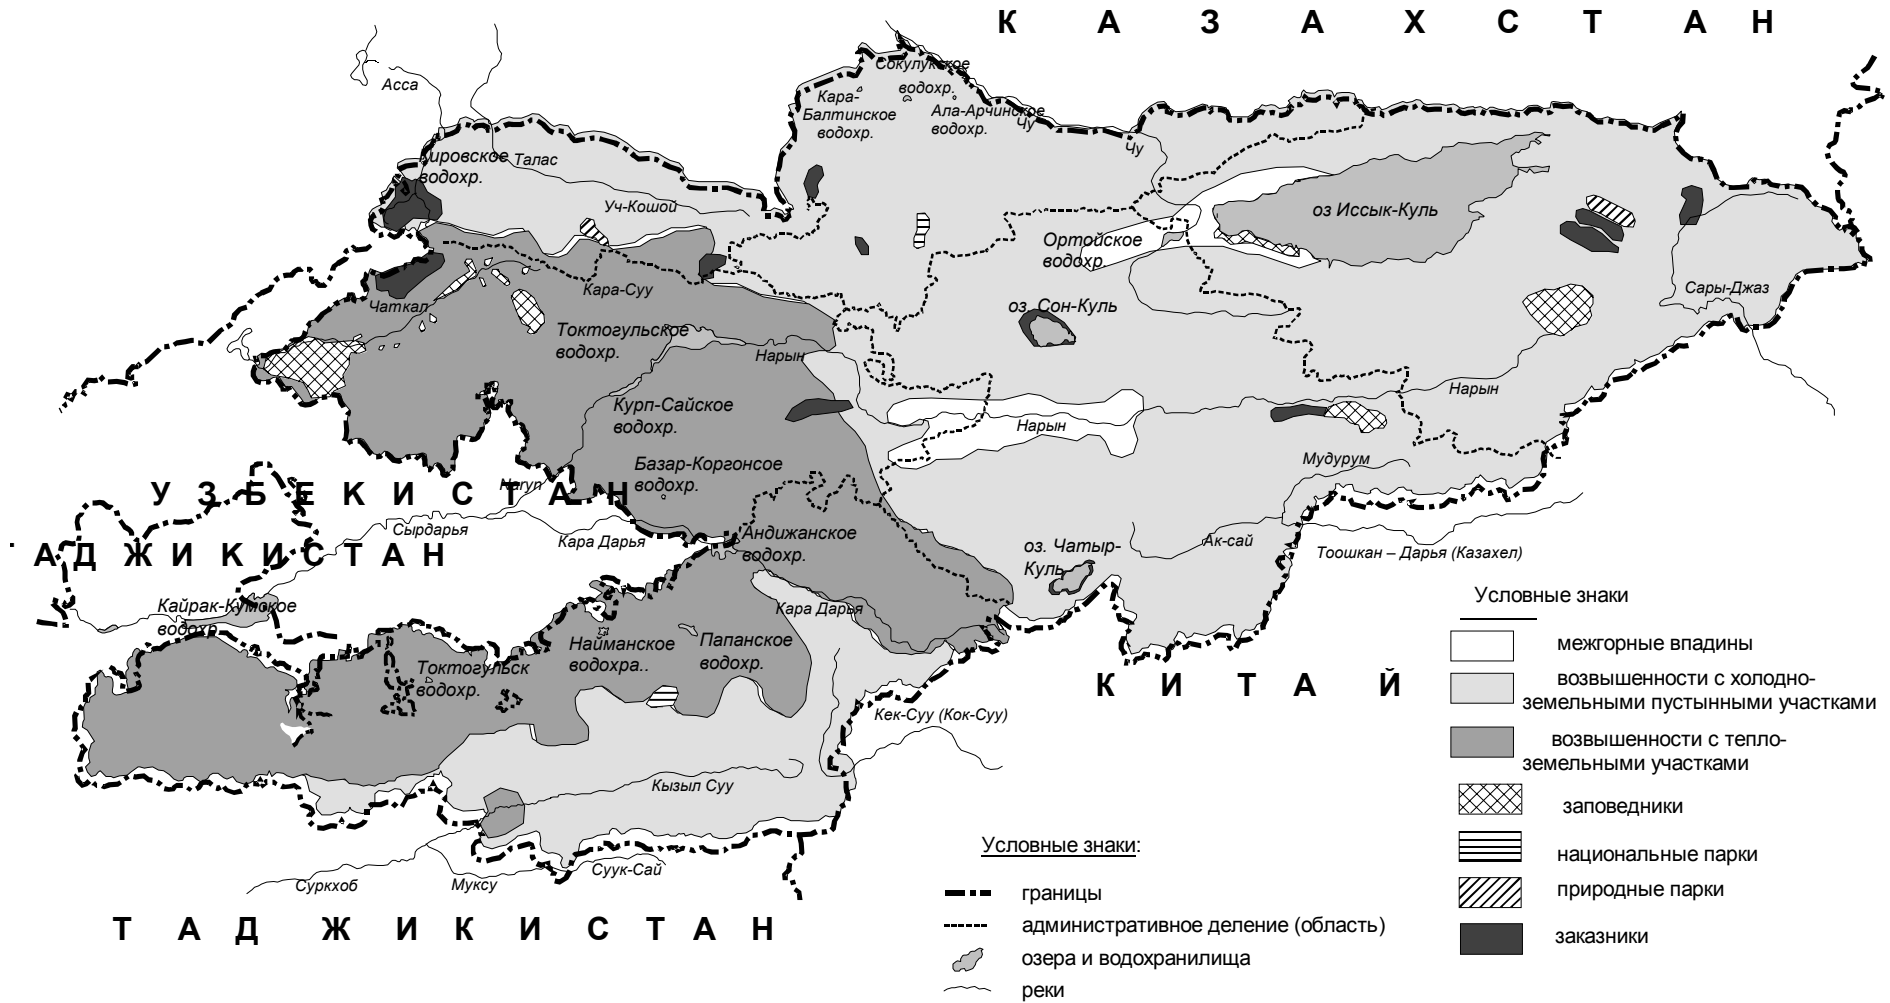 К А З А Х С Т А Н
Сокулукское
водохр.
Асса
Кара-
Балтинское
водохр.
Ала-Арчинское
водохр.
Чу
Чу
ировское
водохр.
Талас
Уч-Кошой
оз Иссык-Куль
Ортойское
водохр.
Кара-Суу
Чаткал
оз. Сон-Куль
Сары-Джаз
Токтогульское
водохр.
Нарын
Нарын
Курп-Сайское
водохр.
Нарын
Базар-Коргонсое
водохр.
Мудурум
У З Б Е К И С Т А Н
Naryn
Сырдарья
Кара Дарья
Андижанское
водохр.
Ак-сай
Тоошкан – Дарья (Казахел)
А Д Ж И К И С Т А Н
оз. Чатыр-
Куль
Кайрак-Кумское
водохр.
Кара Дарья
Найманское
водохра..
Папанское
водохр.
Токтогульск
водохр.
К И Т А Й
Кек-Суу (Кок-Суу)
Кызыл Суу
Суук-Сай
Суркхоб
Муксу
Т А Д Ж И К И С Т А Н
Условные знаки
межгорные впадины
возвышенности с холодно-
земельными пустынными участками
возвышенности с тепло-
земельными участками
заповедники
национальные парки
природные парки
заказники
Условные знаки:
границы
административное деление (область)
озера и водохранилища
реки